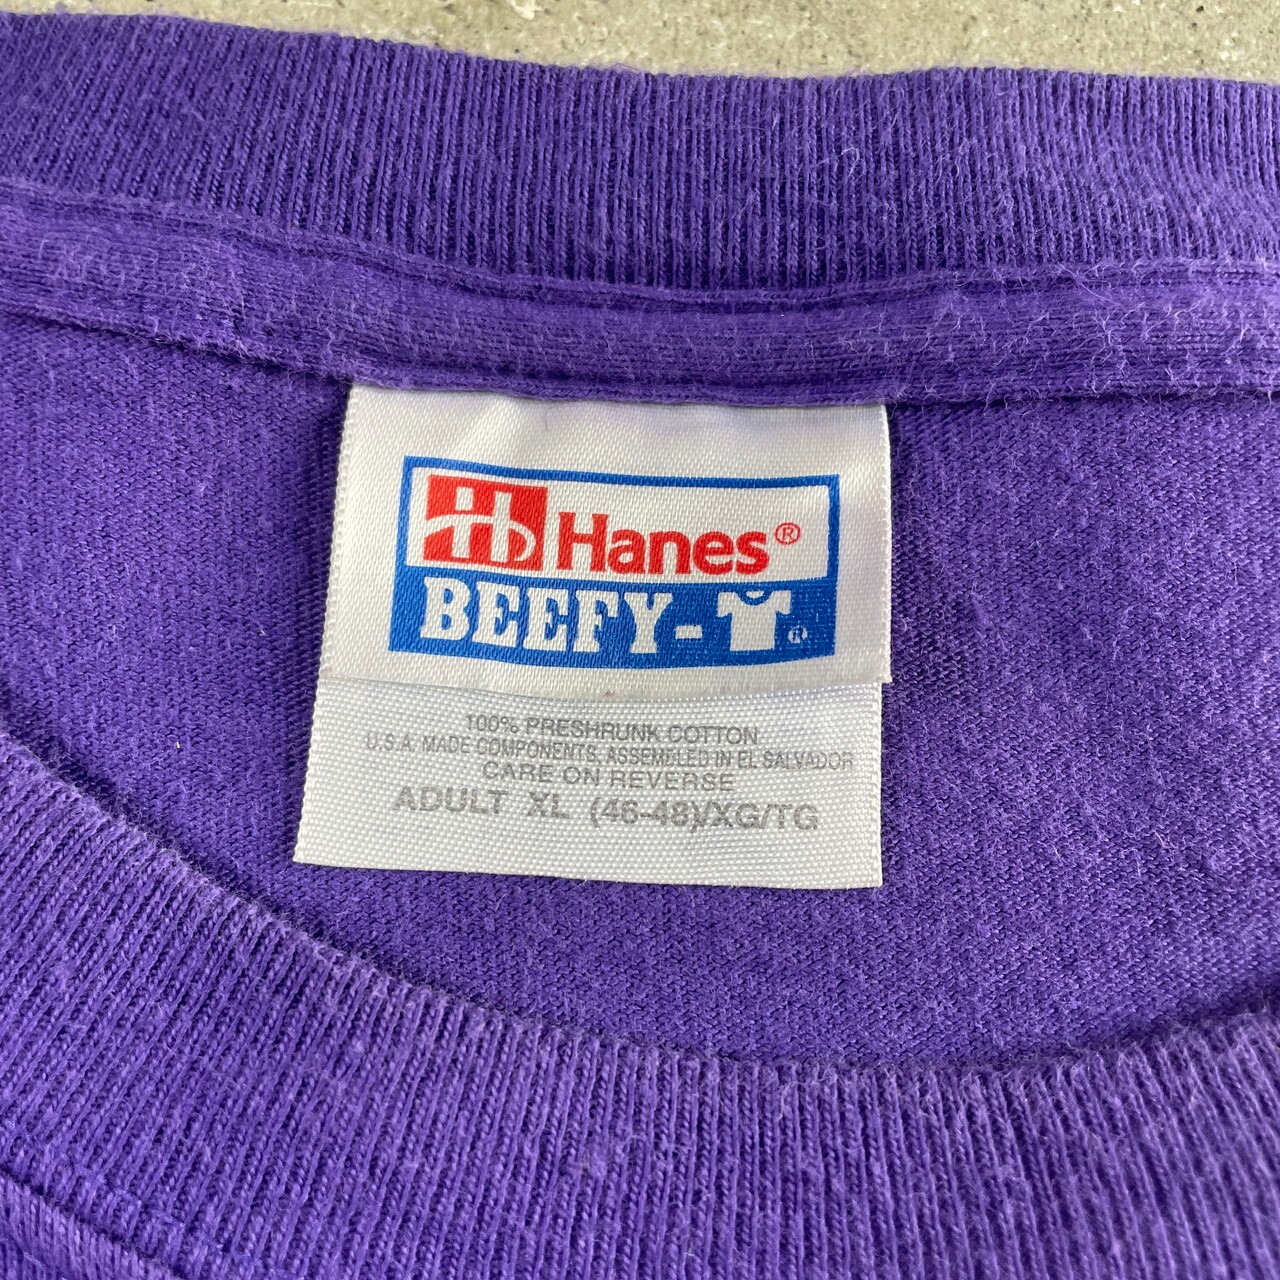 Hanes®
BEEFY-T®
100% PRESHRUNK COTTON
U.S.A. MADE COMPONENTS, ASSEMBLED IN EL SALVADOR
CARE ON REVERSE
ADULT XL (46-48)/XG/TG